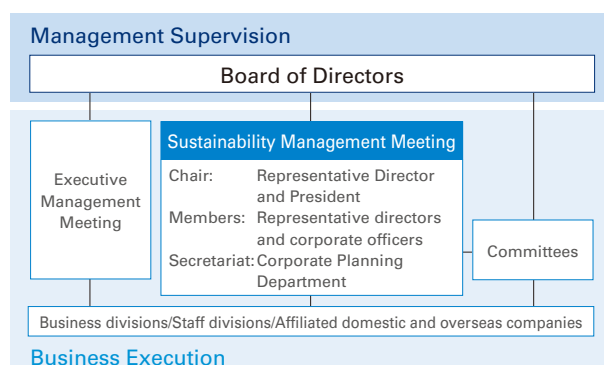 Management Supervision
Board of Directors
Executive
Management
Meeting
Sustainability Management Meeting
Chair: Representative Director
and President
Members: Representative directors
and corporate officers
Secretariat: Corporate Planning
Department
Committees
Business divisions/Staff divisions/Affiliated domestic and overseas companies
Business Execution